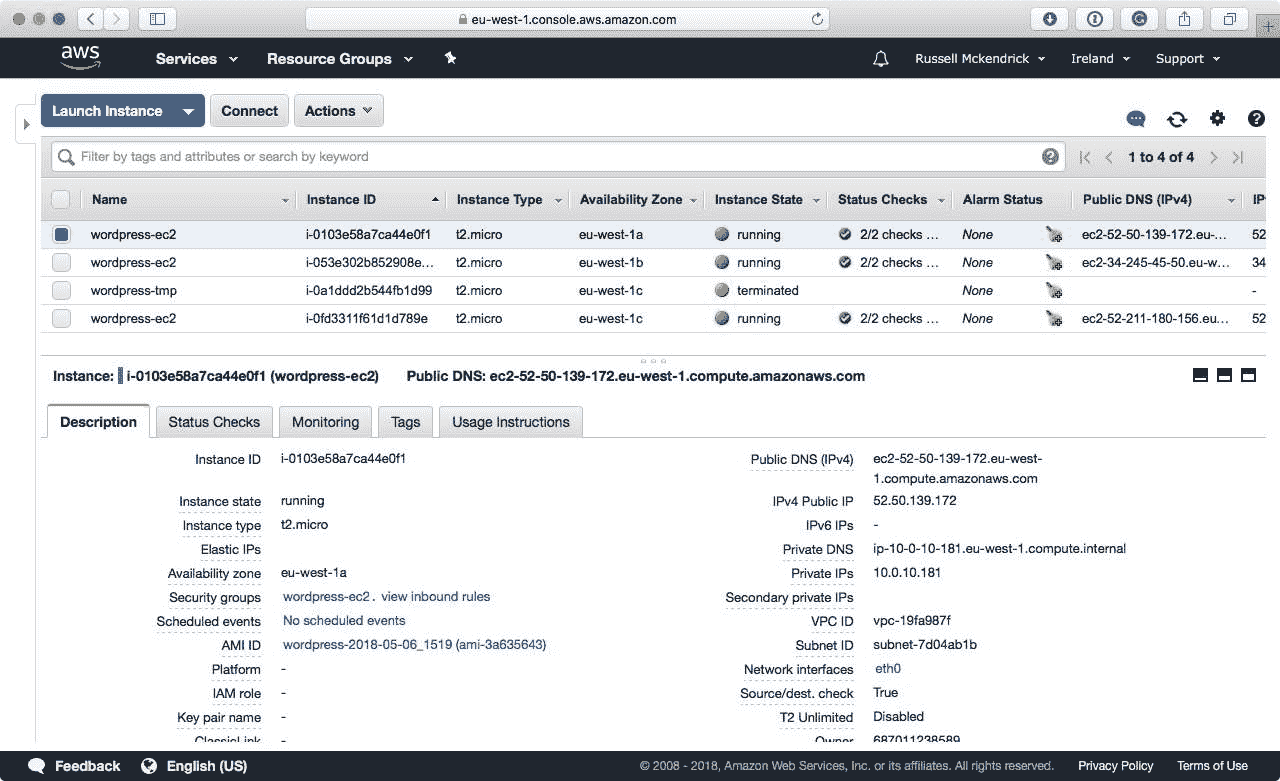 eu-west-1.console.aws.amazon.com
aws Services Resource Groups Russell Mckendrick Ireland Support
Launch Instance Connect Actions
Filter by tags and attributes or search by keyword 1 to 4 of 4
Name Instance ID Instance Type Availability Zone Instance State Status Checks Alarm Status Public DNS (IPv4)
wordpress-ec2 i-0103e58a7ca44e0f1 t2.micro eu-west-1a running 2/2 checks ... None ec2-52-50-139-172.eu-... 52
wordpress-ec2 i-053e302b852908e... t2.micro eu-west-1b running 2/2 checks ... None ec2-34-245-45-50.eu-w... 34
wordpress-tmp i-0a1ddd2b544fb1d99 t2.micro eu-west-1c terminated None -
wordpress-ec2 i-0fd3311f61d1d789e t2.micro eu-west-1c running 2/2 checks ... None ec2-52-211-180-156.eu... 52
Instance: i-0103e58a7ca44e0f1 (wordpress-ec2) Public DNS: ec2-52-50-139-172.eu-west-1.compute.amazonaws.com
Description Status Checks Monitoring Tags Usage Instructions
Instance ID i-0103e58a7ca44e0f1 Public DNS (IPv4) ec2-52-50-139-172.eu-west-
1.compute.amazonaws.com
Instance state running IPv4 Public IP 52.50.139.172
Instance type t2.micro IPv6 IPs -
Elastic IPs Private DNS ip-10-0-10-181.eu-west-1.compute.internal
Availability zone eu-west-1a Private IPs 10.0.10.181
Security groups wordpress-ec2. view inbound rules Secondary private IPs
Scheduled events No scheduled events VPC ID vpc-19fa987f
AMI ID wordpress-2018-05-06_1519 (ami-3a635643) Subnet ID subnet-7d04ab1b
Platform - Network interfaces eth0
IAM role - Source/dest. check True
Key pair name - T2 Unlimited Disabled
ClassicLink - Owner 687011238589
Feedback English (US) © 2008 - 2018, Amazon Web Services, Inc. or its affiliates. All rights reserved. Privacy Policy Terms of Use